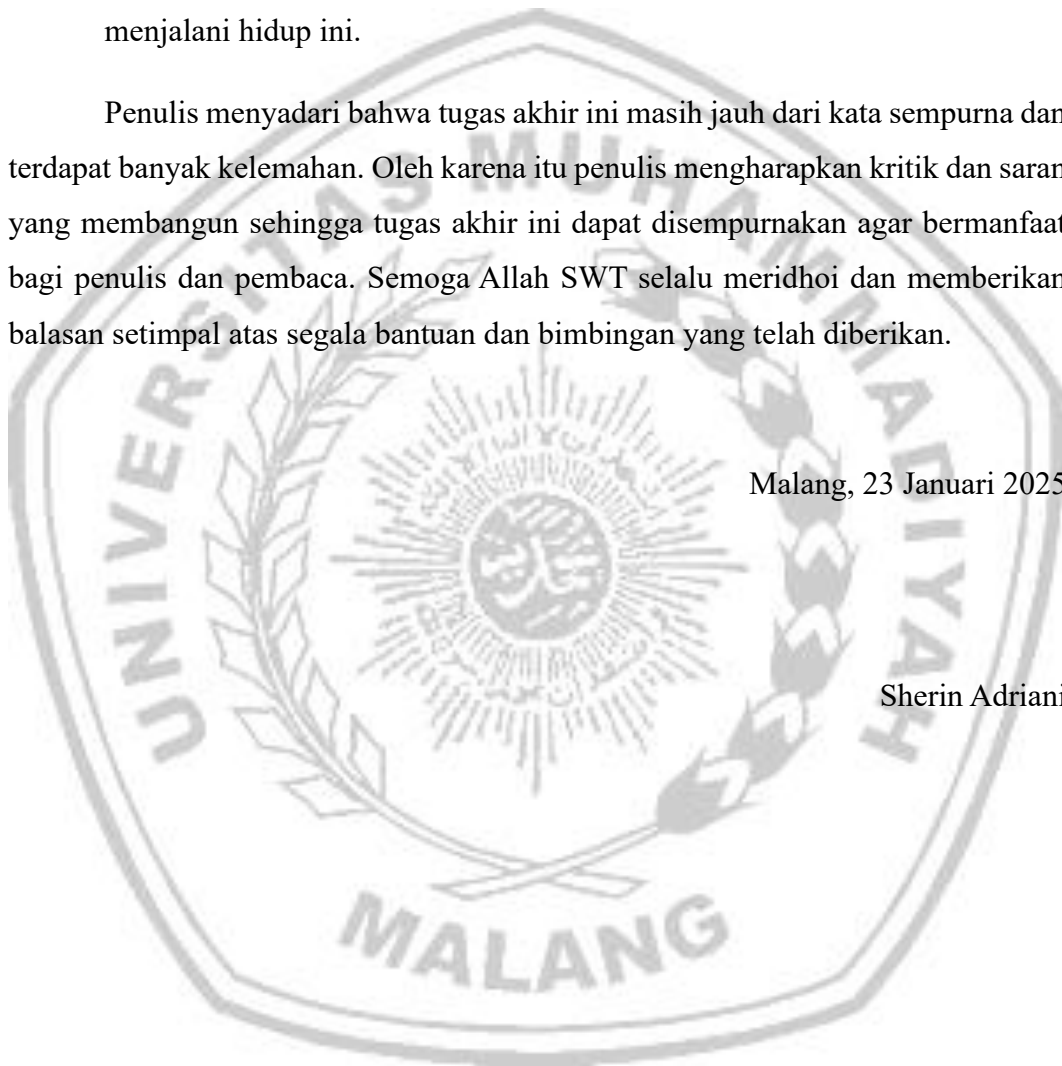 menjalani hidup ini.
Penulis menyadari bahwa tugas akhir ini masih jauh dari kata sempurna dan
terdapat banyak kelemahan. Oleh karena itu penulis mengharapkan kritik dan saran
yang membangun sehingga tugas akhir ini dapat disempurnakan agar bermanfaat
bagi penulis dan pembaca. Semoga Allah SWT selalu meridhoi dan memberikan
balasan setimpal atas segala bantuan dan bimbingan yang telah diberikan.
Malang, 23 Januari 2025
Sherin Adriani
UNIVERSITAS MUHAMMADIYAH
MALANG